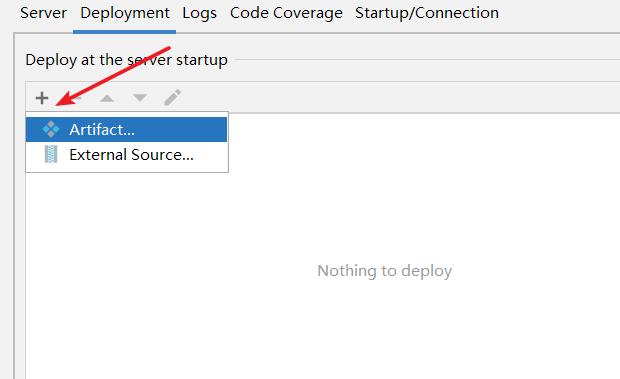 Server Deployment Logs Code Coverage Startup/Connection
Deploy at the server startup
Artifact...
External Source...
Nothing to deploy